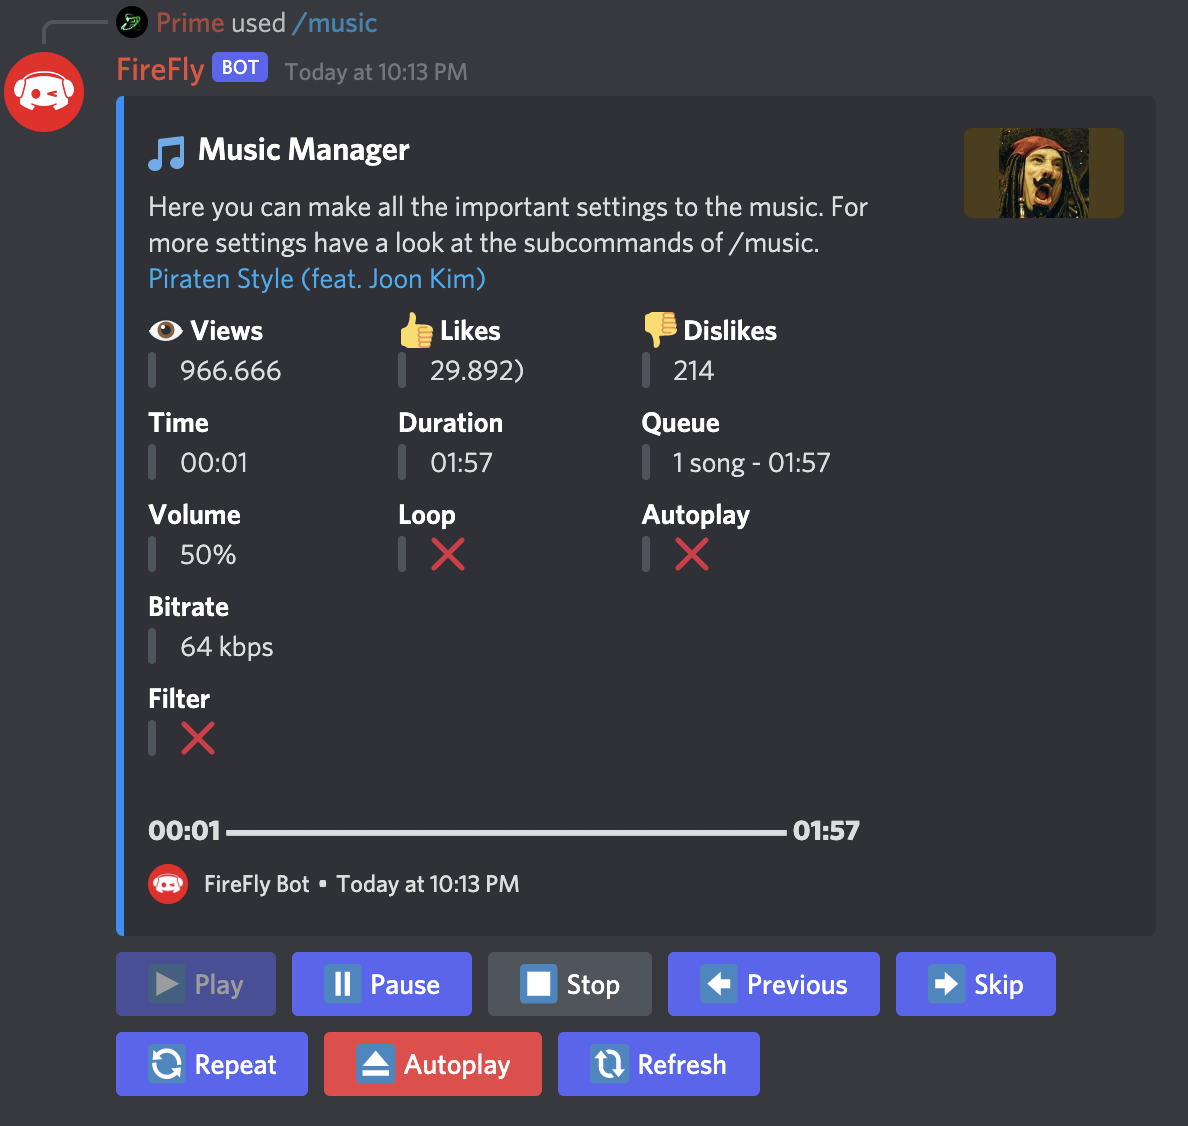 Prime used /music
FireFly BOT Today at 10:13 PM
Music Manager
Here you can make all the important settings to the music. For
more settings have a look at the subcommands of /music.
Piraten Style (feat. Joon Kim)
Views Likes Dislikes
966.666 29.892) 214
Time Duration Queue
00:01 01:57 1 song - 01:57
Volume Loop Autoplay
50%
Bitrate
64 kbps
Filter
00:01 01:57
FireFly Bot • Today at 10:13 PM
Play Pause Stop Previous Skip
Repeat Autoplay Refresh